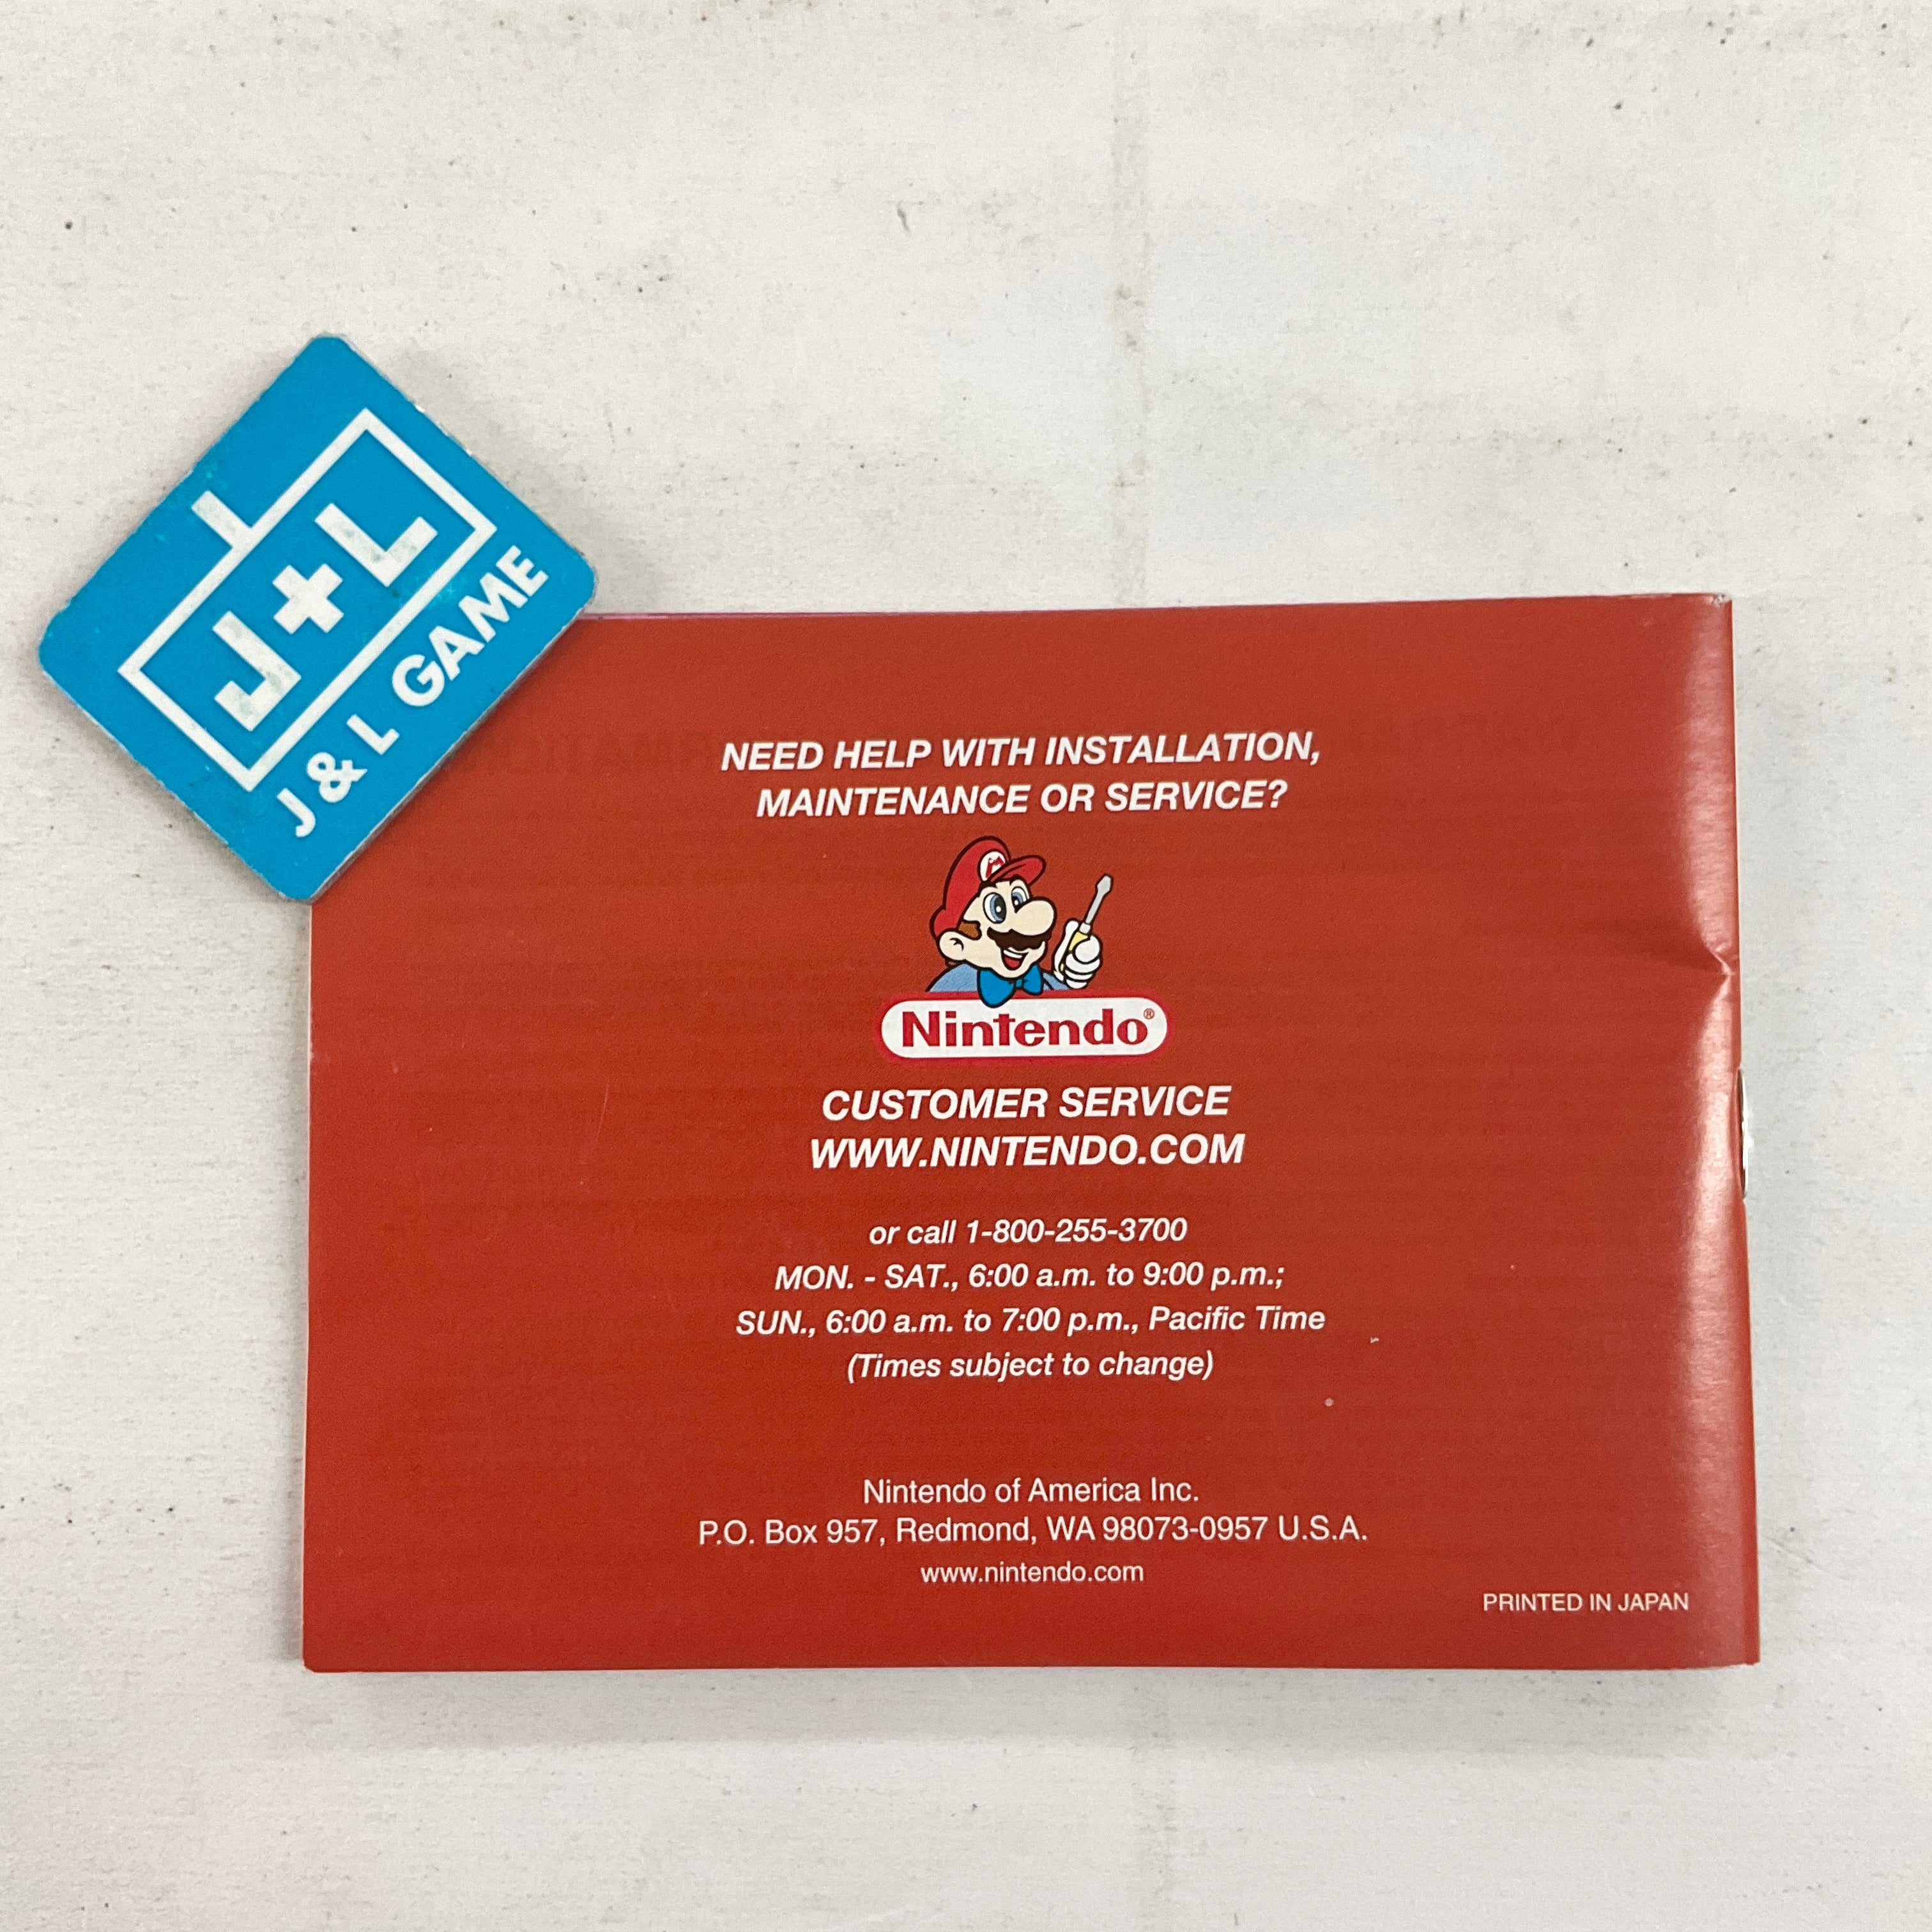 J+L
J & L GAME
NEED HELP WITH INSTALLATION,
MAINTENANCE OR SERVICE?
M
Nintendo®
CUSTOMER SERVICE
WWW.NINTENDO.COM
or call 1-800-255-3700
MON. - SAT., 6:00 a.m. to 9:00 p.m.;
SUN., 6:00 a.m. to 7:00 p.m., Pacific Time
(Times subject to change)
Nintendo of America Inc.
P.O. Box 957, Redmond, WA 98073-0957 U.S.A.
www.nintendo.com
PRINTED IN JAPAN